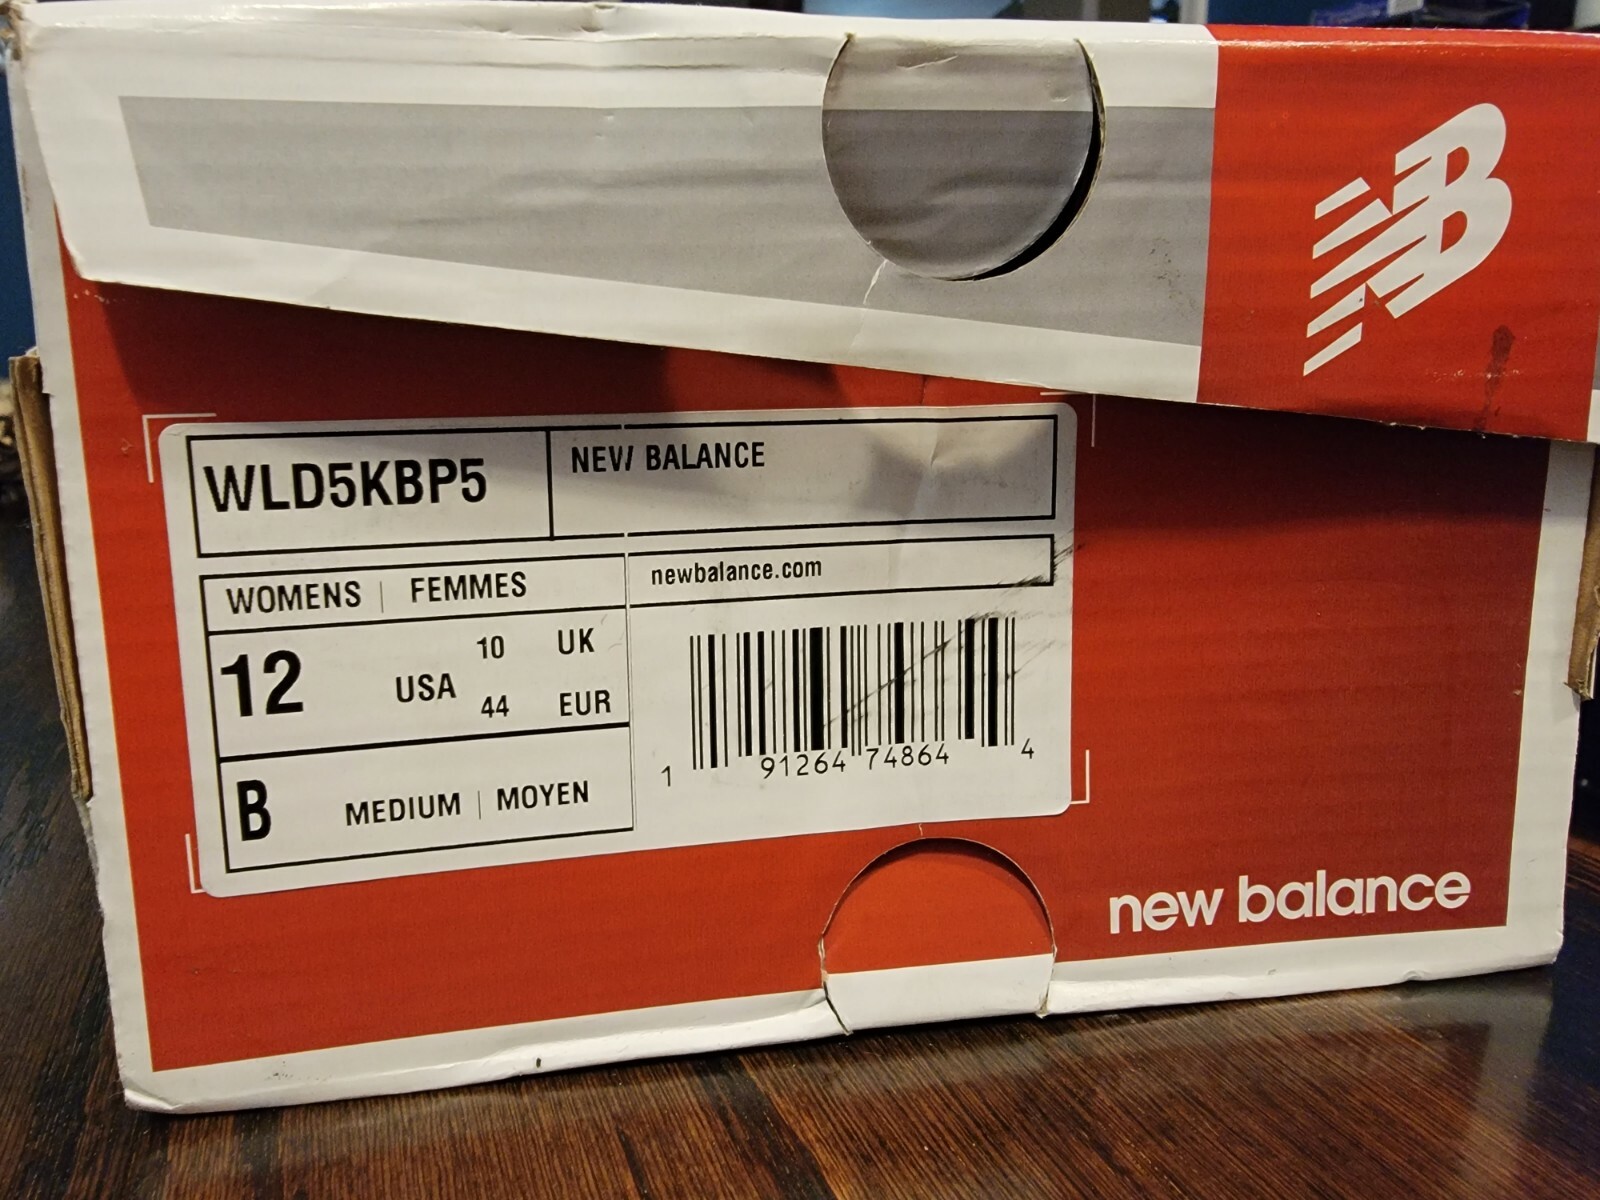 NB
WLD5KBP5
NEW BALANCE
WOMENS | FEMMES
newbalance.com
12 USA 10 UK
44 EUR
B MEDIUM | MOYEN
1 91264 74864 4
new balance